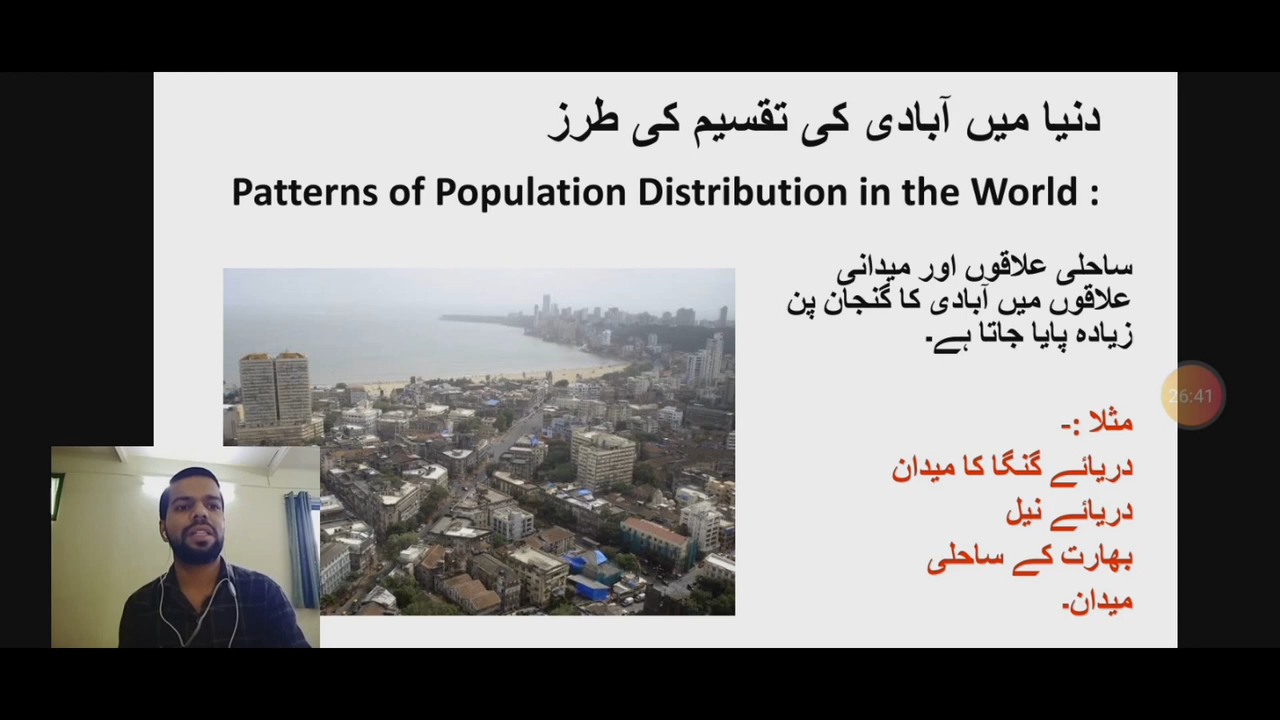 دنیا میں آبادی کی تقسیم کی طرز
Patterns of Population Distribution in the World :
ساحلی علاقوں اور میدانی
علاقوں میں آبادی کا گنجان پن
زیادہ پایا جاتا ہے۔
مثلا :-
دریائے گنگا کا میدان
دریائے نیل
بھارت کے ساحلی
میدان۔
26:41